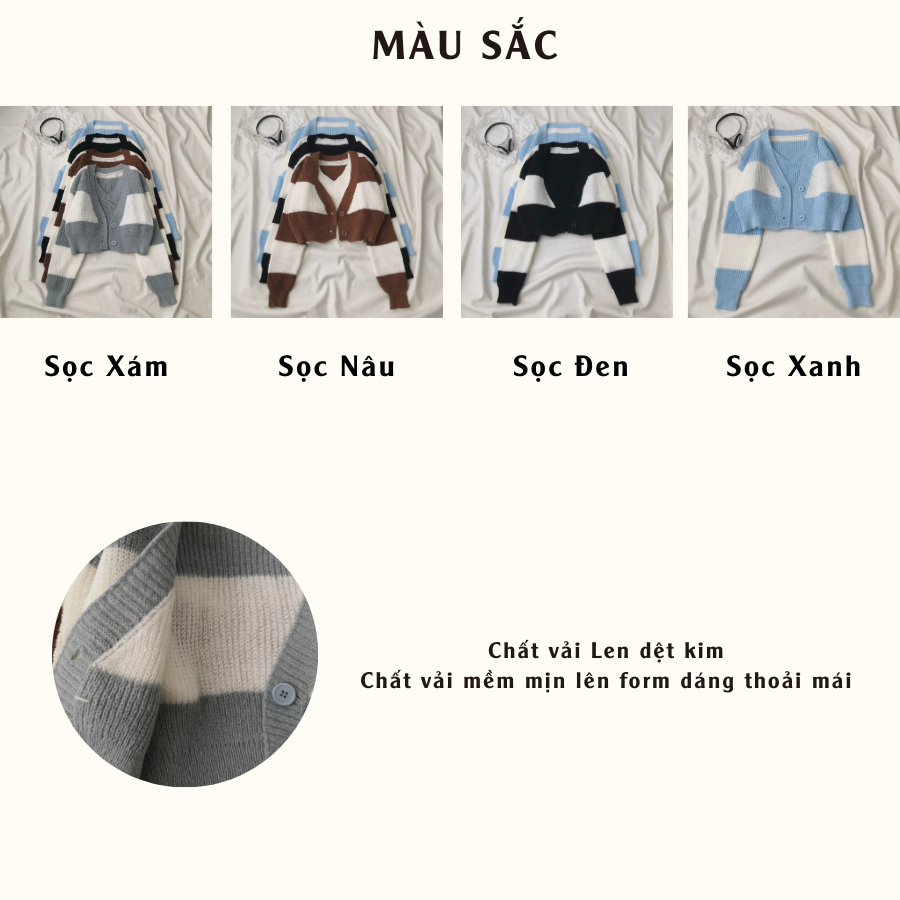 MÀU SẮC
Sọc Xám
Sọc Nâu
Sọc Đen
Sọc Xanh
Chất vải Len dệt kim
Chất vải mềm mịn lên form dáng thoải mái